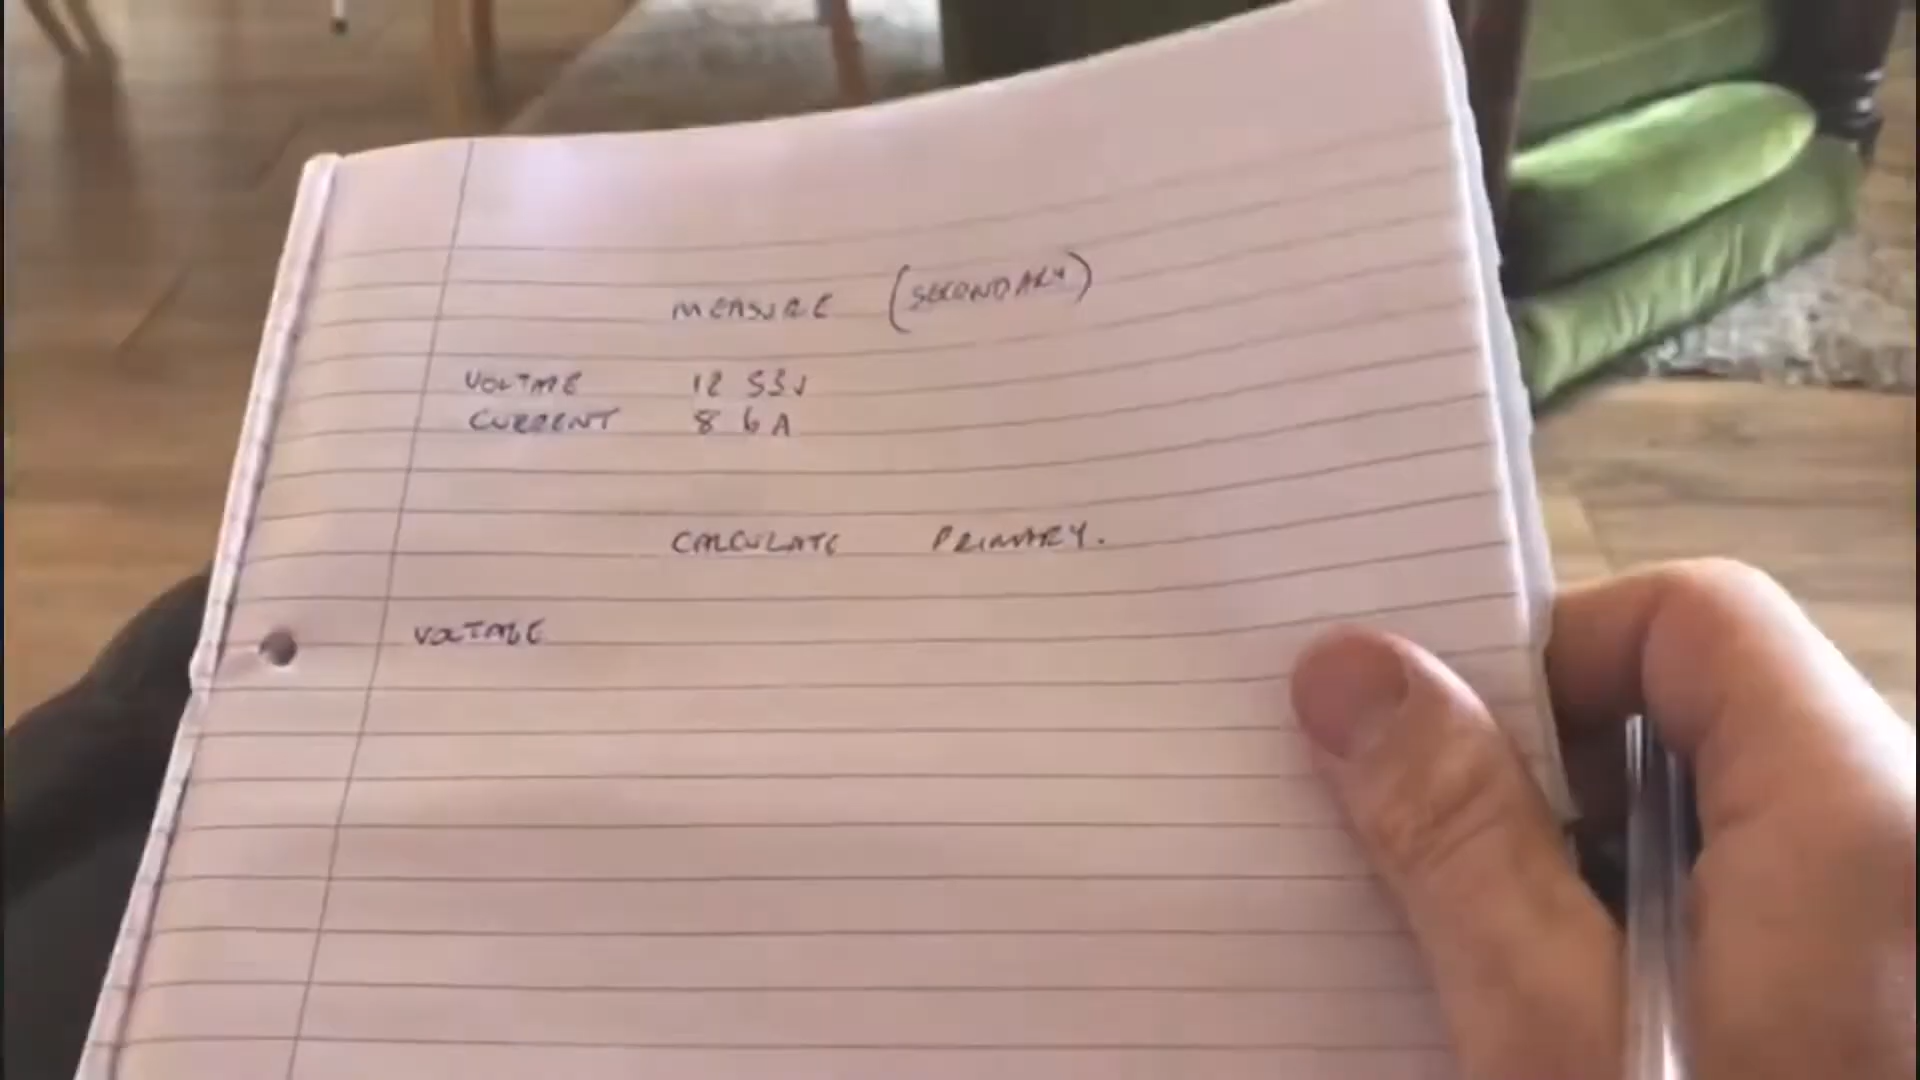 MEASURE (SECONDARY)
VOLTAGE 12 53V
CURRENT 8 6 A
CALCULATE PRIMARY.
VOLTAGE